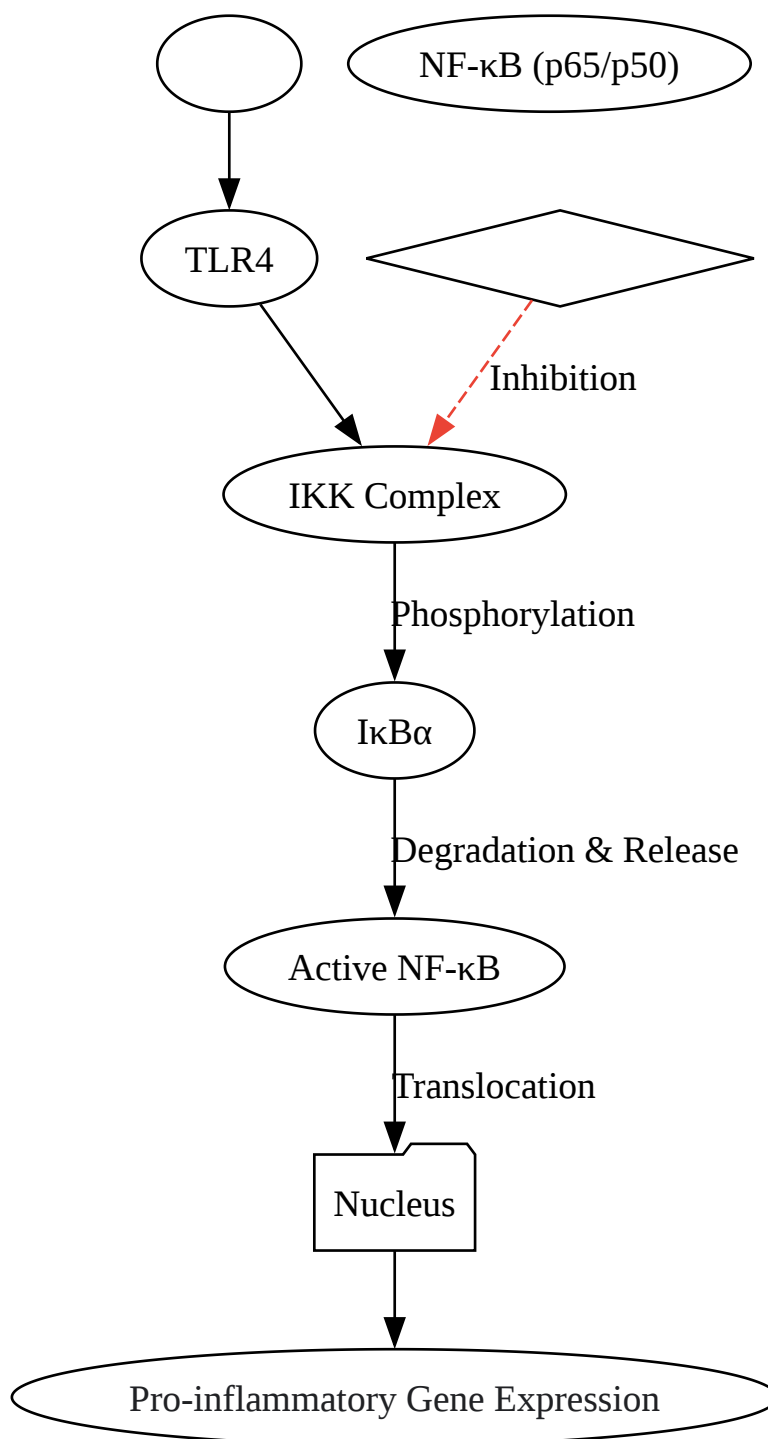 NF-κB (p65/p50)
TLR4
Inhibition
IKK Complex
Phosphorylation
IκBα
Degradation & Release
Active NF-κB
Translocation
Nucleus
Pro-inflammatory Gene Expression